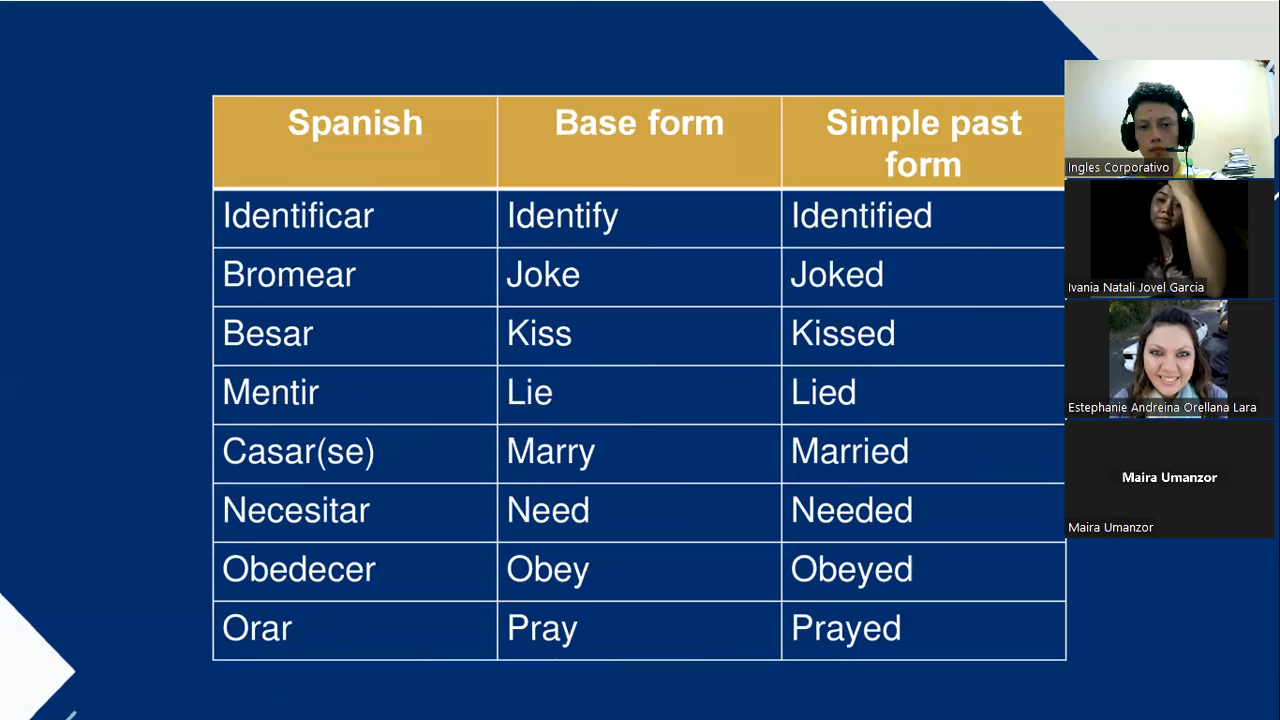 Spanish Base form Simple past
form
Identificar Identify Identified
Bromear Joke Joked
Besar Kiss Kissed
Mentir Lie Lied
Casar(se) Marry Married
Necesitar Need Needed
Obedecer Obey Obeyed
Orar Pray Prayed
Ingles Corporativo
Ivania Natali Jovel Garcia
Estephanie Andreina Orellana Lara
Maira Umanzor
Maira Umanzor